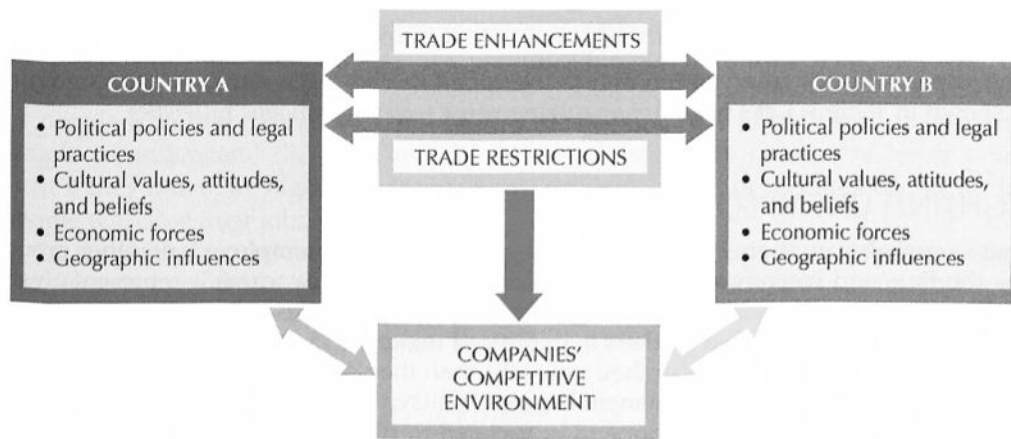 TRADE ENHANCEMENTS
TRADE RESTRICTIONS
COUNTRY A
• Political policies and legal
practices
• Cultural values, attitudes,
and beliefs
• Economic forces
• Geographic influences
COUNTRY B
• Political policies and legal
practices
• Cultural values, attitudes,
and beliefs
• Economic forces
• Geographic influences
COMPANIES'
COMPETITIVE
ENVIRONMENT